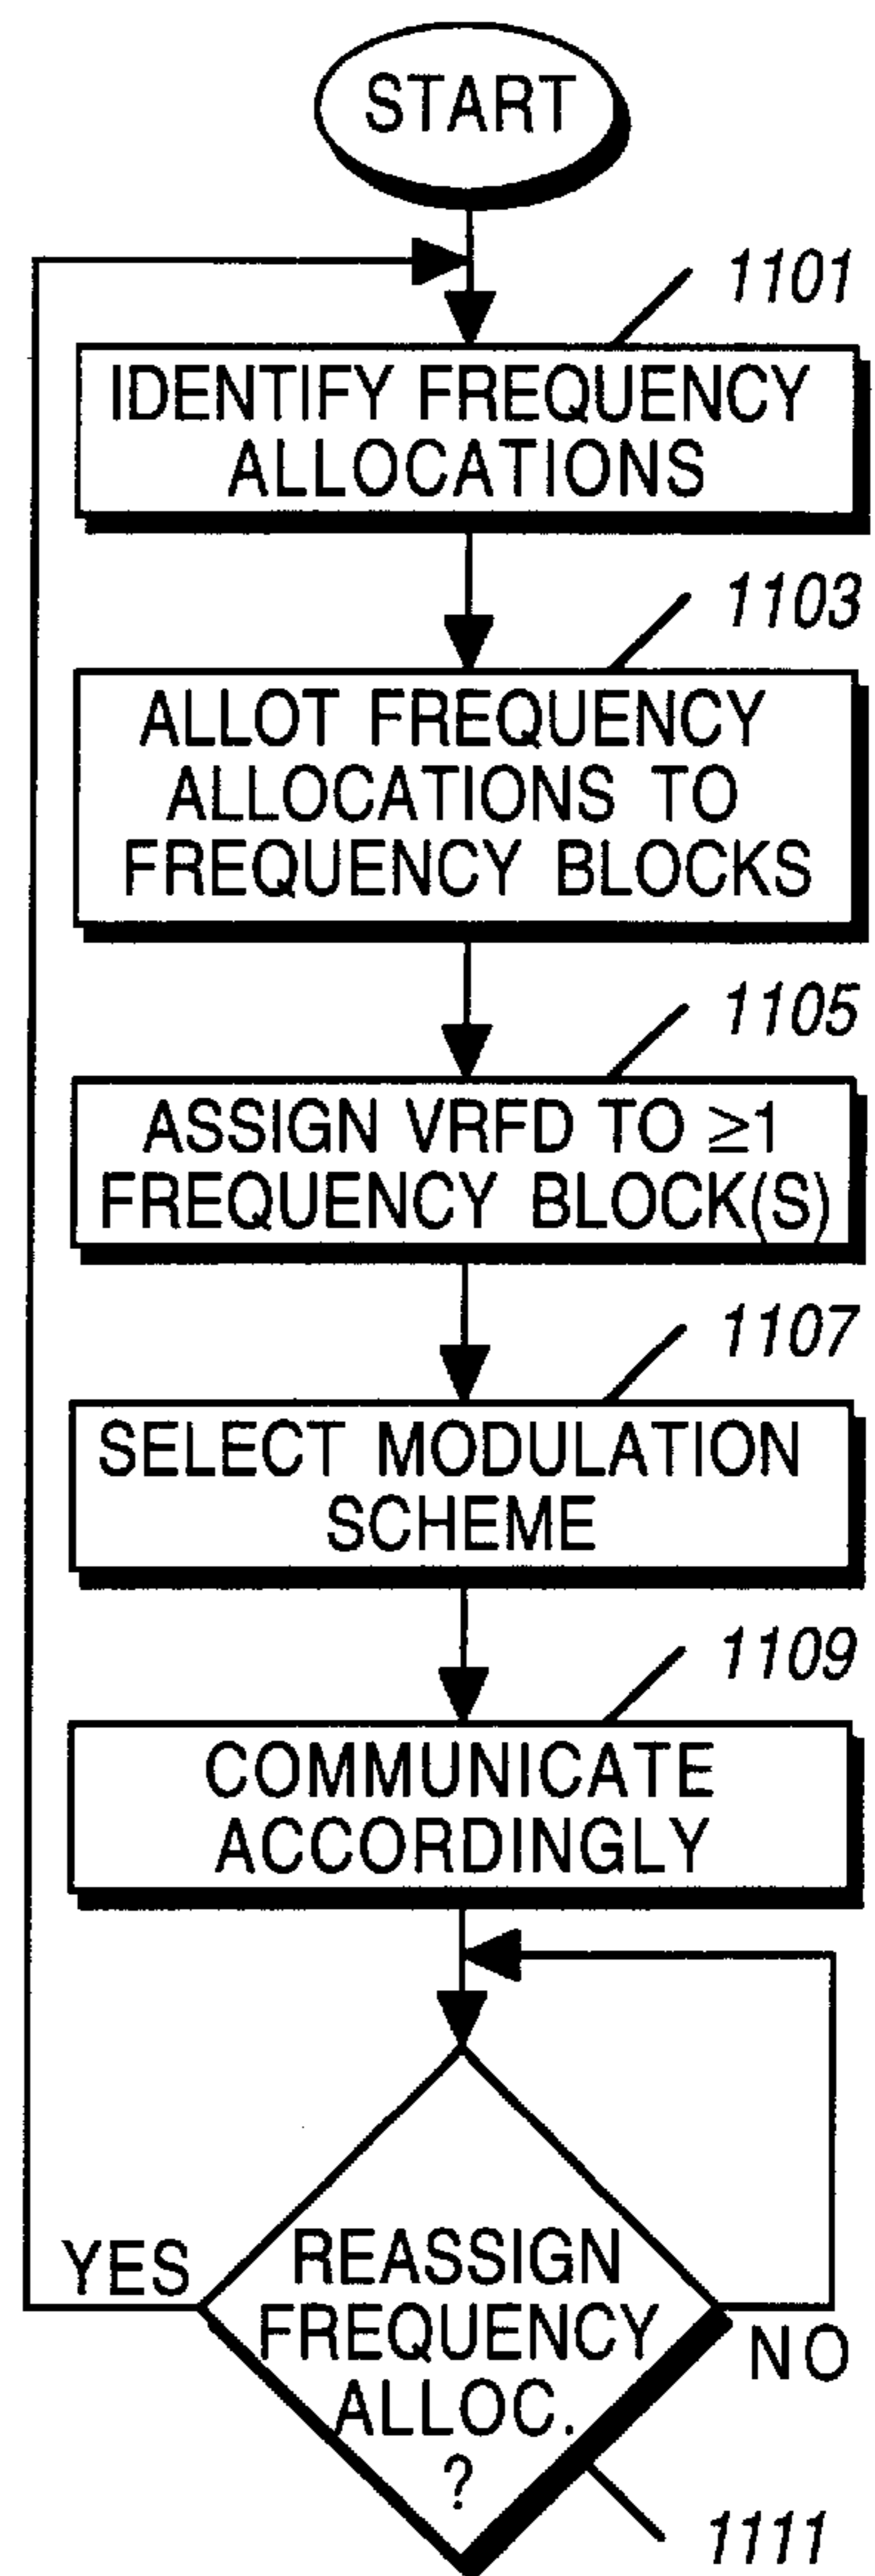 START
1101
IDENTIFY FREQUENCY
ALLOCATIONS
1103
ALLOT FREQUENCY
ALLOCATIONS TO
FREQUENCY BLOCKS
1105
ASSIGN VRFD TO ≥1
FREQUENCY BLOCK(S)
1107
SELECT MODULATION
SCHEME
1109
COMMUNICATE
ACCORDINGLY
YES
REASSIGN
FREQUENCY
ALLOC.
?
NO
1111